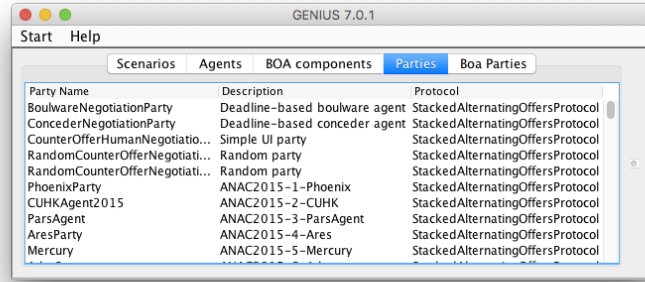 GENIUS 7.0.1
Start Help
Scenarios Agents BOA components Parties Boa Parties
Party Name Description Protocol
BoulwareNegotiationParty Deadline-based boulware agent StackedAlternatingOffersProtocol
ConcederNegotiationParty Deadline-based conceder agent StackedAlternatingOffersProtocol
CounterOfferHumanNegotiatio... Simple UI party StackedAlternatingOffersProtocol
RandomCounterOfferNegotiati... Random party StackedAlternatingOffersProtocol
RandomCounterOfferNegotiati... Random party StackedAlternatingOffersProtocol
PhoenixParty ANAC2015-1-Phoenix StackedAlternatingOffersProtocol
CUHKAgent2015 ANAC2015-2-CUHK StackedAlternatingOffersProtocol
ParsAgent ANAC2015-3-ParsAgent StackedAlternatingOffersProtocol
AresParty ANAC2015-4-Ares StackedAlternatingOffersProtocol
Mercury ANAC2015-5-Mercury StackedAlternatingOffersProtocol